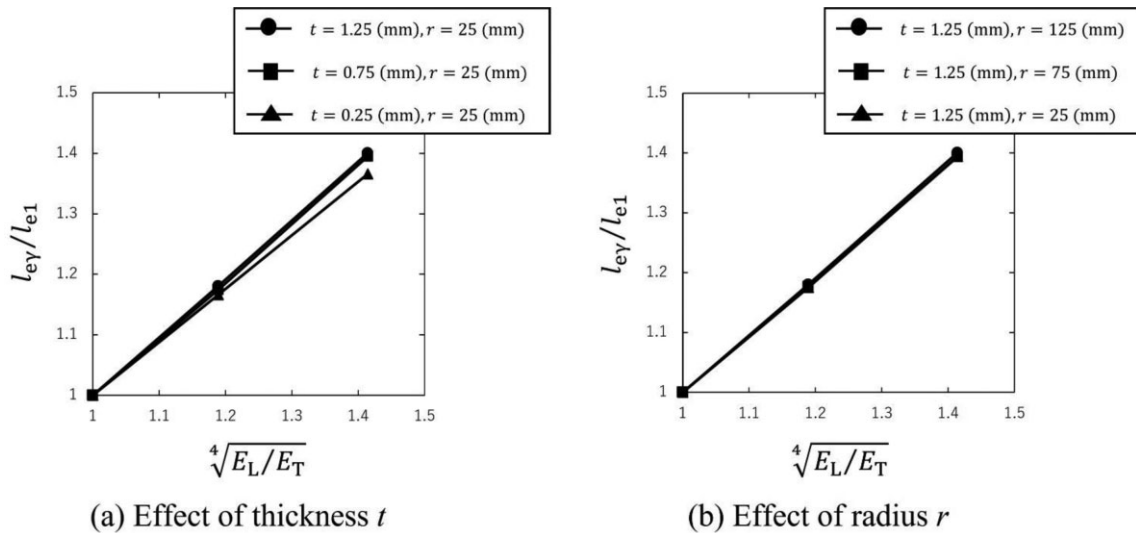 t = 1.25 (mm), r = 25 (mm)
t = 0.75 (mm), r = 25 (mm)
t = 0.25 (mm), r = 25 (mm)
1.5
1.4
1.3
1.2
1.1
1
l_eγ/l_e1
1 1.1 1.2 1.3 1.4 1.5
∜E_L/E_T
(a) Effect of thickness t
t = 1.25 (mm), r = 125 (mm)
t = 1.25 (mm), r = 75 (mm)
t = 1.25 (mm), r = 25 (mm)
1.5
1.4
1.3
1.2
1.1
1
l_eγ/l_e1
1 1.1 1.2 1.3 1.4 1.5
∜E_L/E_T
(b) Effect of radius r